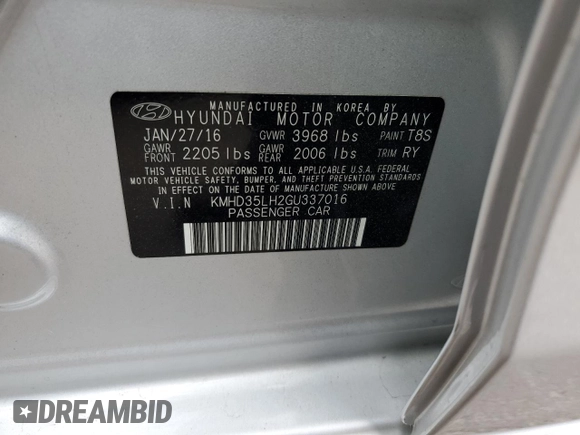 MANUFACTURED IN KOREA BY
HYUNDAI MOTOR COMPANY
JAN/27/16 GVWR 3968 lbs PAINT T8S
GAWR FRONT 2205 lbs GAWR REAR 2006 lbs TRIM RY
THIS VEHICLE CONFORMS TO ALL APPLICABLE U.S.A. FEDERAL
MOTOR VEHICLE SAFETY, BUMPER, AND THEFT PREVENTION STANDARDS
IN EFFECT ON THE DATE OF MANUFACTURE SHOWN ABOVE.
V.I.N KMHD35LH2GU337016
PASSENGER CAR
DREAMBID